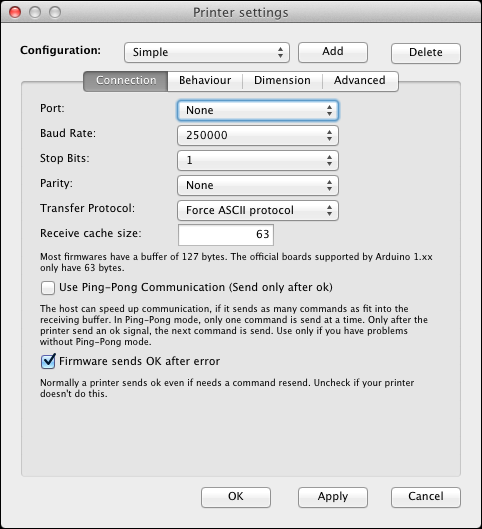 Printer settings
Configuration: Simple Add Delete
Connection Behaviour Dimension Advanced
Port: None
Baud Rate: 250000
Stop Bits: 1
Parity: None
Transfer Protocol: Force ASCII protocol
Receive cache size: 63
Most firmwares have a buffer of 127 bytes. The official boards supported by Arduino 1.xx
only have 63 bytes.
Use Ping-Pong Communication (Send only after ok)
The host can speed up communication, if it sends as many commands as fit into the
receiving buffer. In Ping-Pong mode, only one command is send at a time. Only after the
printer send an ok signal, the next command is send. Use only if you have problems
without Ping-Pong mode.
Firmware sends OK after error
Normally a printer sends ok even if needs a command resend. Uncheck if your printer
doesn't do this.
OK Apply Cancel